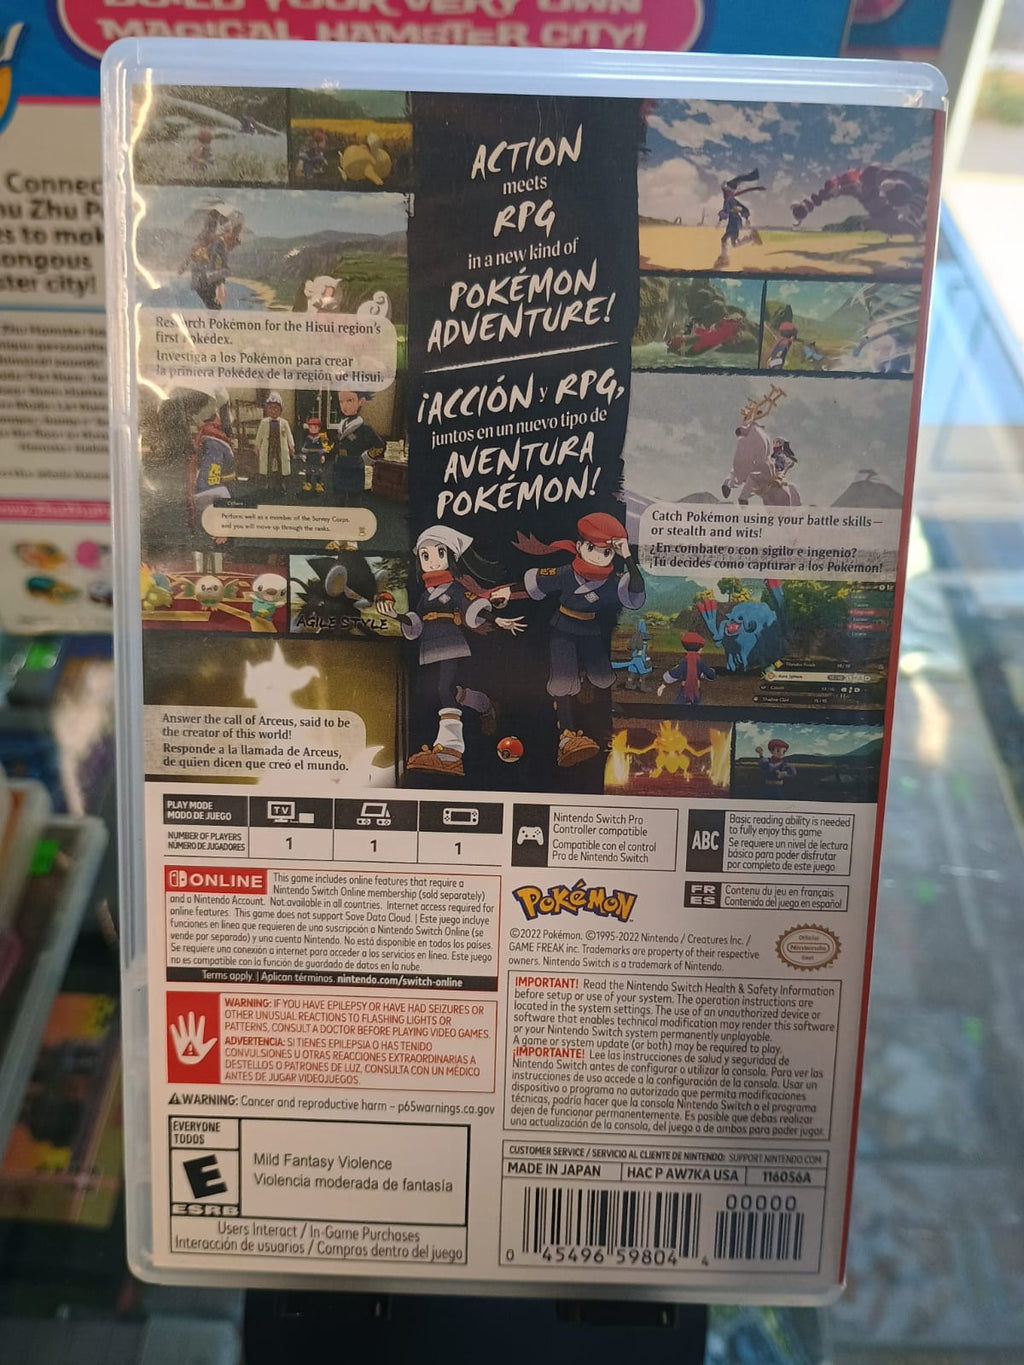 BUILD YOUR VERY OWN
MAGICAL HAMSTER CITY!
Connec
hu Zhu P
es to mak
ongous
ster city!
ACTION
meets
RPG
in a new kind of
POKÉMON
ADVENTURE!
¡ACCIÓN y RPG,
juntos en un nuevo tipo de
AVENTURA
POKÉMON!
Research Pokémon for the Hisui region's
first Pokédex.
Investiga a los Pokémon para crear
la primera Pokédex de la región de Hisui.
Perform well as a member of the Survey Corps,
and you will move up through the ranks.
AGILE STYLE
Answer the call of Arceus, said to be
the creator of this world!
Responde a la llamada de Arceus,
de quien dicen que creó el mundo.
Catch Pokémon using your battle skills—
or stealth and wits!
¿En combate o con sigilo e ingenio?
¡Tú decides cómo capturar a los Pokémon!
PLAY MODE
MODO DE JUEGO
TV
NUMBER OF PLAYERS
NÚMERO DE JUGADORES
1
1
1
Nintendo Switch Pro
Controller compatible
Compatible con el control
Pro de Nintendo Switch
ABC
Basic reading ability is needed
to fully enjoy this game
Se requiere un nivel de lectura
básico para poder disfrutar
por completo de este juego
FR
ES
Contenu du jeu en français
Contenido del juego en español
ONLINE
This game includes online features that require a
Nintendo Switch Online membership (sold separately)
and a Nintendo Account. Not available in all countries. Internet access required for
online features. This game does not support Save Data Cloud. | Este juego incluye
funciones en línea que requieren de una suscripción a Nintendo Switch Online (se
vende por separado) y una cuenta Nintendo. No está disponible en todos los países.
Se requiere una conexión a internet para acceder a los servicios en línea. Este juego
no es compatible con la función de guardado de datos en la nube.
Terms apply. | Aplican términos. nintendo.com/switch-online
POKéMON
©2022 Pokémon. ©1995-2022 Nintendo / Creatures Inc. /
GAME FREAK inc. Trademarks are property of their respective
owners. Nintendo Switch is a trademark of Nintendo.
Official
Nintendo
Seal
WARNING: IF YOU HAVE EPILEPSY OR HAVE HAD SEIZURES OR
OTHER UNUSUAL REACTIONS TO FLASHING LIGHTS OR
PATTERNS, CONSULT A DOCTOR BEFORE PLAYING VIDEO GAMES.
ADVERTENCIA: SI TIENES EPILEPSIA O HAS TENIDO
CONVULSIONES U OTRAS REACCIONES EXTRAORDINARIAS A
DESTELLOS O PATRONES DE LUZ, CONSULTA CON UN MÉDICO
ANTES DE JUGAR VIDEOJUEGOS.
WARNING: Cancer and reproductive harm – p65warnings.ca.gov
IMPORTANT! Read the Nintendo Switch Health & Safety Information
before setup or use of your system. The operation instructions are
located in the system settings. The use of an unauthorized device or
software that enables technical modification may render this software
or your Nintendo Switch system permanently unplayable.
A game or system update (or both) may be required to play.
¡IMPORTANTE! Lee las instrucciones de salud y seguridad de
Nintendo Switch antes de configurar o utilizar la consola. Para ver las
instrucciones de uso accede a la configuración de la consola. Usar un
dispositivo o programa no autorizado que permita modificaciones
técnicas, podría hacer que la consola Nintendo Switch o el programa
dejen de funcionar permanentemente. Es posible que debas realizar
una actualización de la consola, del juego o de ambos para poder jugar.
EVERYONE
TODOS
E
ESRB
Mild Fantasy Violence
Violencia moderada de fantasía
Users Interact / In-Game Purchases
Interacción de usuarios / Compras dentro del juego
CUSTOMER SERVICE / SERVICIO AL CLIENTE DE NINTENDO: SUPPORT.NINTENDO.COM
MADE IN JAPAN
HAC P AW7KA USA
116056A
00000
0 45496 59804 4